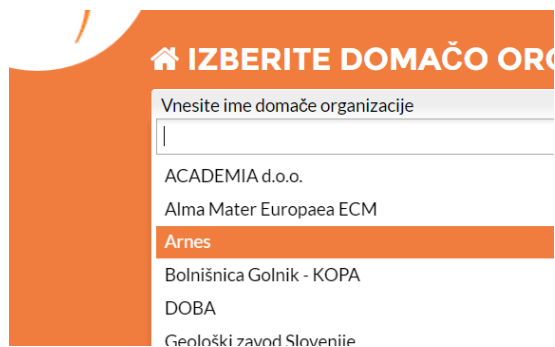 IZBERITE DOMAČO
Vnesite ime domače organizacije
ACADEMIA d.o.o.
Alma Mater Europaea ECM
Arnes
Bolnišnica Golnik - KOPA
DOBA
Geološki zavod Slovenije